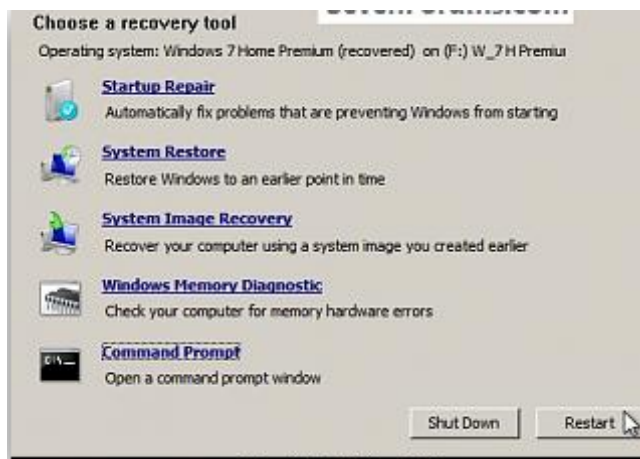 SevenForums.com
Choose a recovery tool
Operating system: Windows 7 Home Premium (recovered) on (F:) W_7 H Premiu
Startup Repair
Automatically fix problems that are preventing Windows from starting
System Restore
Restore Windows to an earlier point in time
System Image Recovery
Recover your computer using a system image you created earlier
Windows Memory Diagnostic
Check your computer for memory hardware errors
Command Prompt
Open a command prompt window
Shut Down
Restart